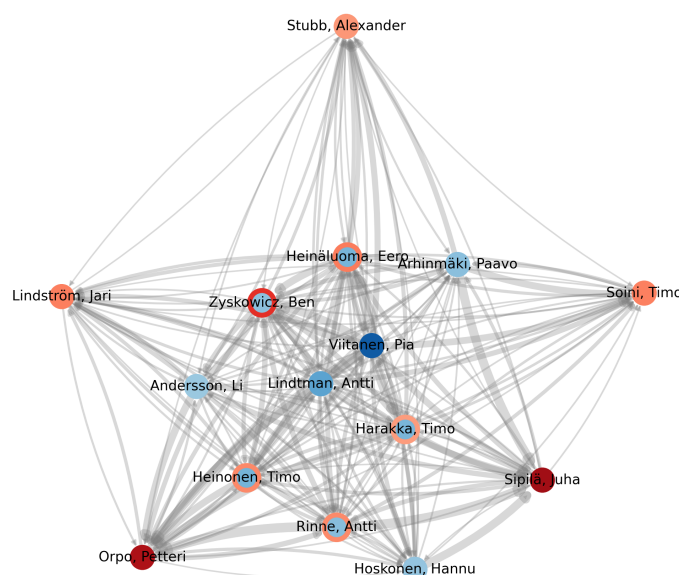 Stubb, Alexander
Heinäluoma, Eero
Arhinmäki, Paavo
Lindström, Jari
Zyskowicz, Ben
Soini, Timo
Viitanen, Pia
Andersson, Li
Lindtman, Antti
Harakka, Timo
Heinonen, Timo
Sipilä, Juha
Rinne, Antti
Orpo, Petteri
Hoskonen, Hannu